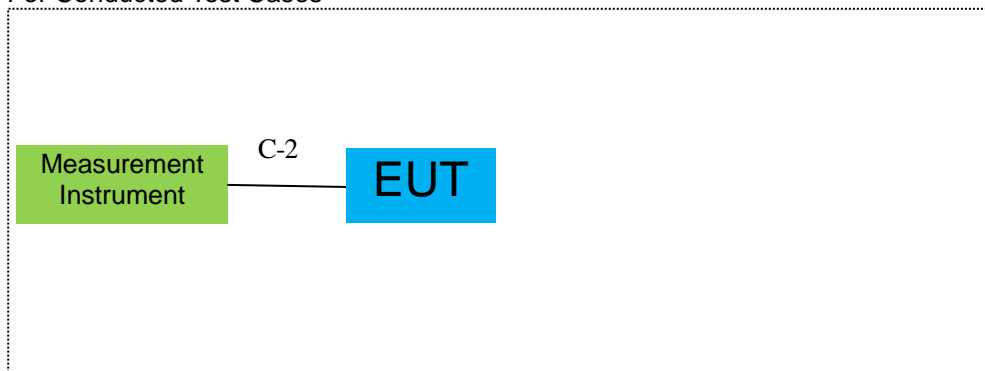 For Conducted Test Cases
C-2
Measurement
Instrument
EUT